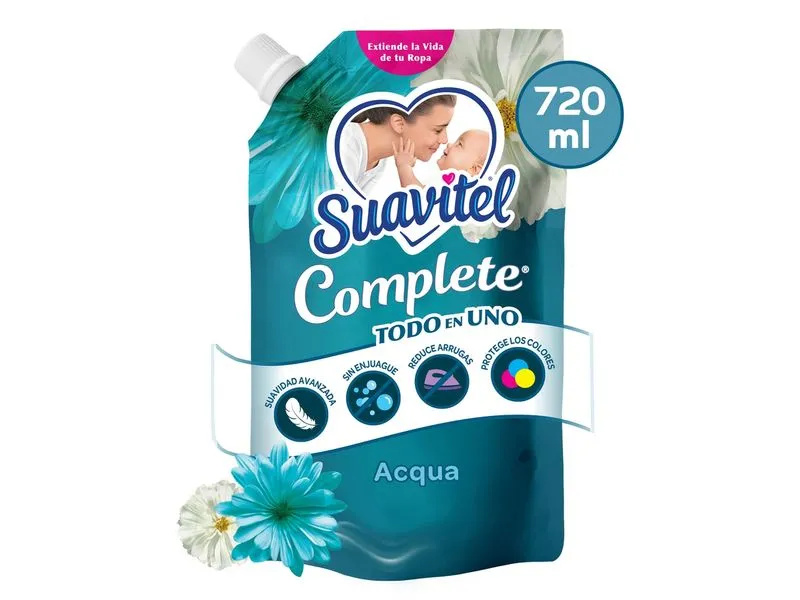 Extiende la Vida
de tu Ropa
720
ml
Suavitel®
Complete®
TODO EN UNO
SUAVIDAD AVANZADA
SIN ENJUAGUE
REDUCE ARRUGAS
PROTEGE LOS COLORES
Acqua